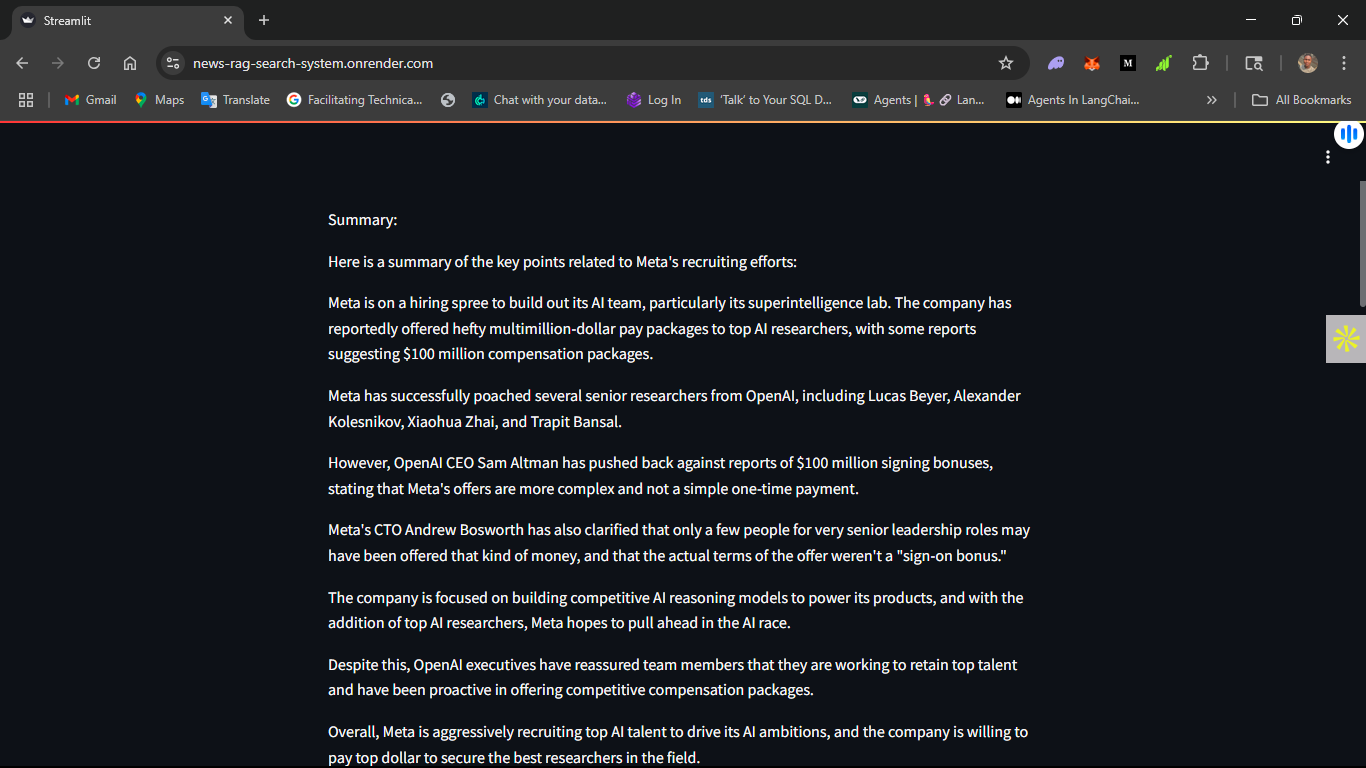 Streamlit
news-rag-search-system.onrender.com
M
Gmail
Maps
Translate
Facilitating Technica...
Chat with your data...
Log In
tds
'Talk' to Your SQL D...
Agents | 🦜🔗 Lan...
Agents In LangChai...
»
All Bookmarks
Summary:
Here is a summary of the key points related to Meta's recruiting efforts:
Meta is on a hiring spree to build out its AI team, particularly its superintelligence lab. The company has
reportedly offered hefty multimillion-dollar pay packages to top AI researchers, with some reports
suggesting $100 million compensation packages.
Meta has successfully poached several senior researchers from OpenAI, including Lucas Beyer, Alexander
Kolesnikov, Xiaohua Zhai, and Trapit Bansal.
However, OpenAI CEO Sam Altman has pushed back against reports of $100 million signing bonuses,
stating that Meta's offers are more complex and not a simple one-time payment.
Meta's CTO Andrew Bosworth has also clarified that only a few people for very senior leadership roles may
have been offered that kind of money, and that the actual terms of the offer weren't a "sign-on bonus."
The company is focused on building competitive AI reasoning models to power its products, and with the
addition of top AI researchers, Meta hopes to pull ahead in the AI race.
Despite this, OpenAI executives have reassured team members that they are working to retain top talent
and have been proactive in offering competitive compensation packages.
Overall, Meta is aggressively recruiting top AI talent to drive its AI ambitions, and the company is willing to
pay top dollar to secure the best researchers in the field.